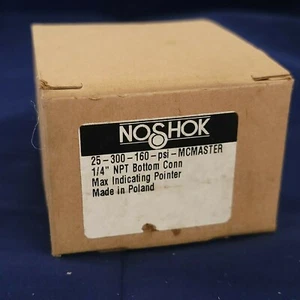 NOSHOK
25-300-160-psi-MCMASTER
1/4" NPT Bottom Conn
Max Indicating Pointer
Made in Poland